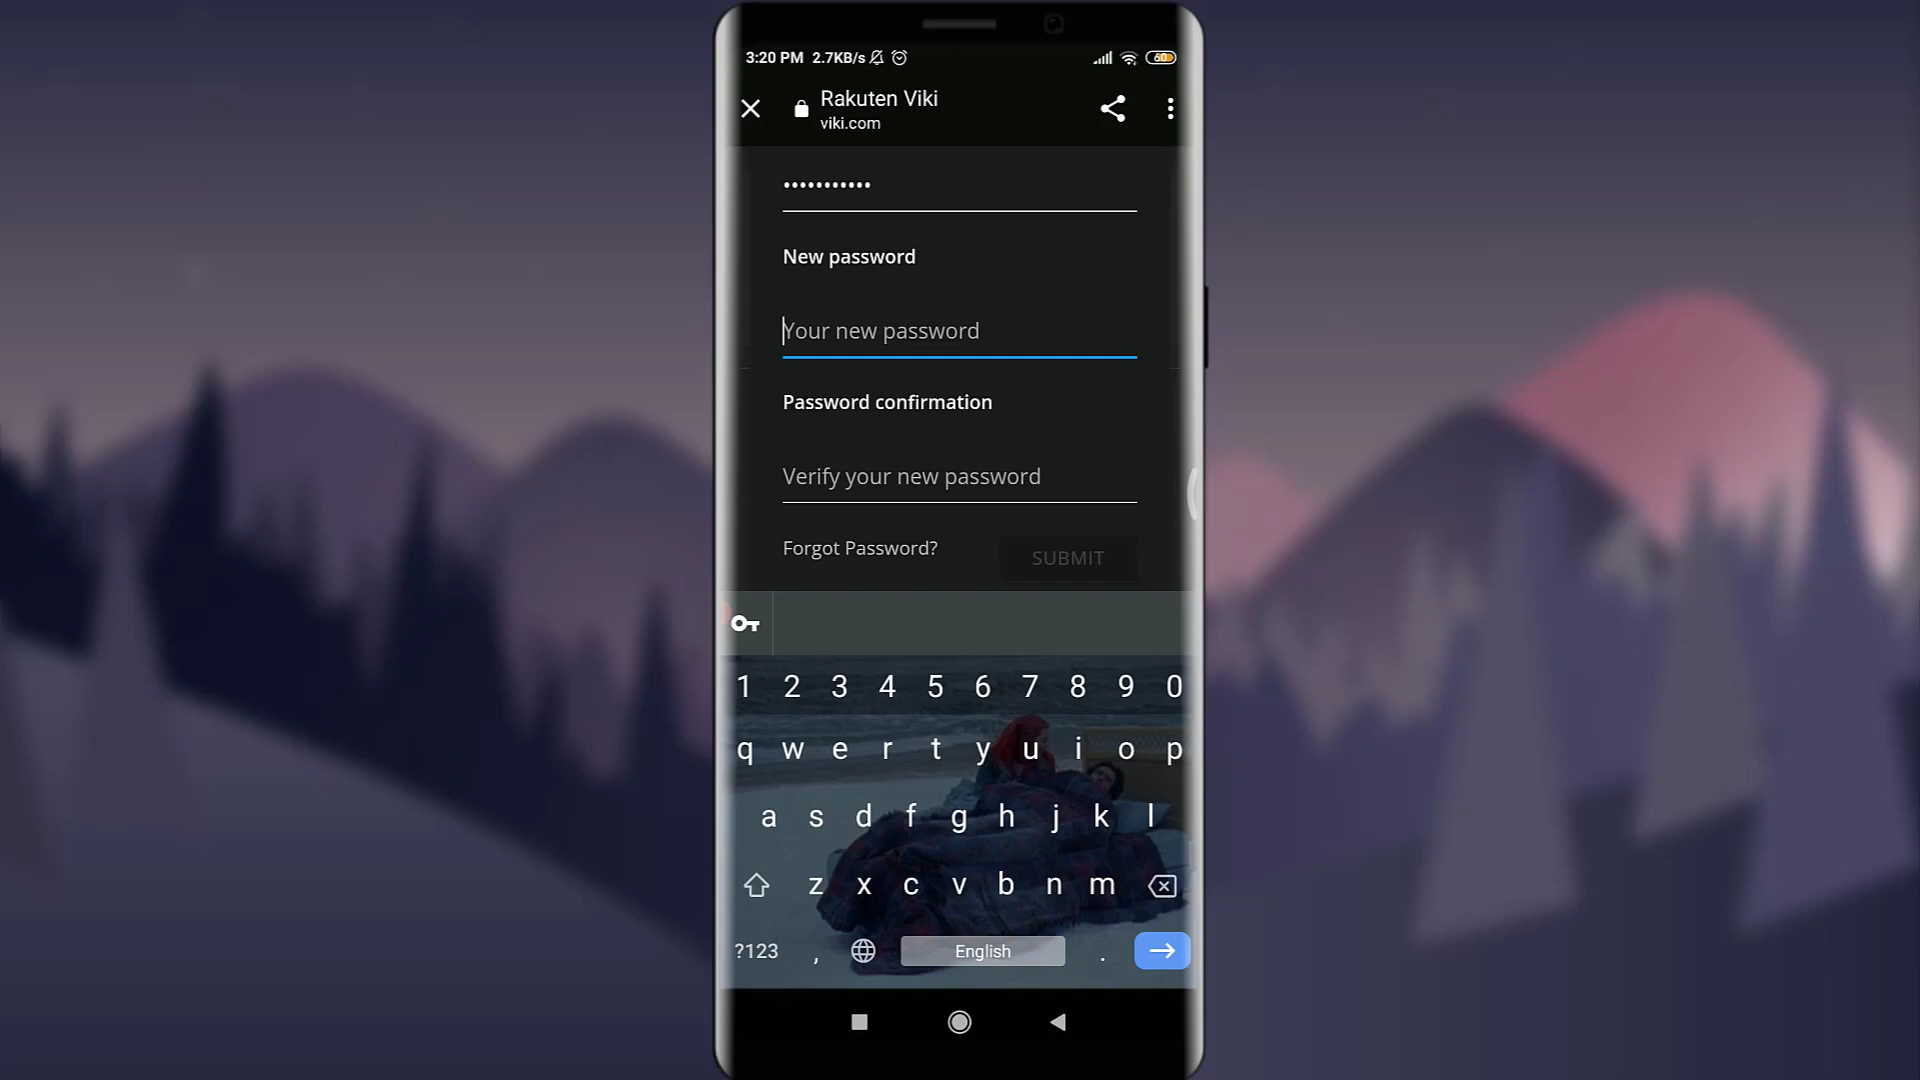 3:20 PM 2.7KB/s
60
Rakuten Viki
viki.com
•••••••••••
New password
Your new password
Password confirmation
Verify your new password
Forgot Password?
SUBMIT
1 2 3 4 5 6 7 8 9 0
q w e r t y u i o p
a s d f g h j k l
z x c v b n m
?123 , English .